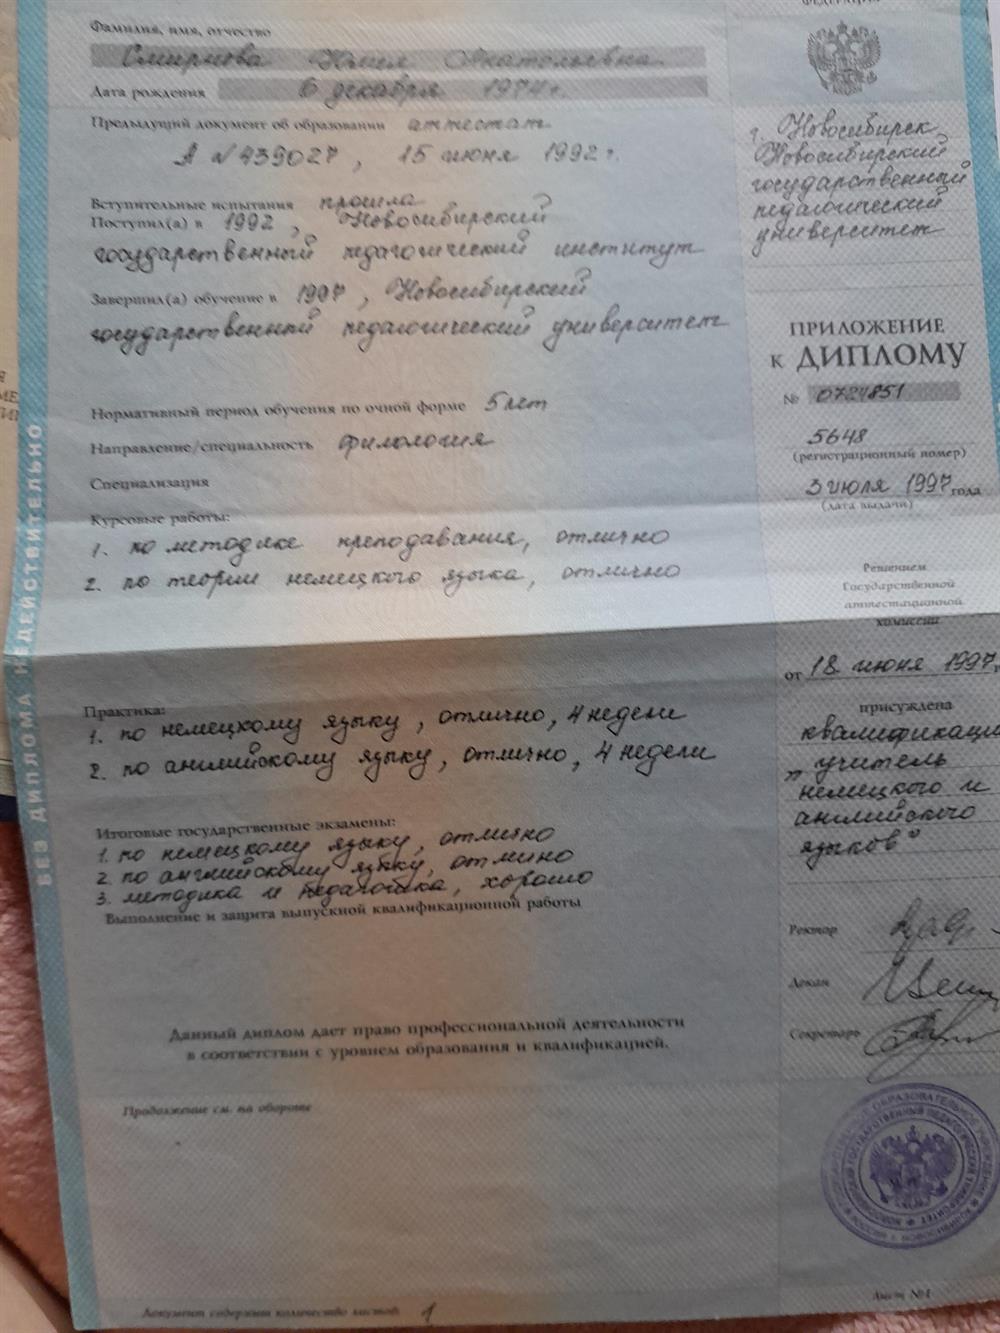 Фамилия, имя, отчество
Смирнова Юлия Анатольевна
Дата рождения 6 декабря 1974 г.
Предыдущий документ об образовании аттестат
А № 439027, 15 июня 1992 г.
Вступительные испытания прошла
Поступил(а) в 1992, Новосибирский
государственный педагогический институт
Завершил(а) обучение в 1997, Новосибирский
государственный педагогический университет
Нормативный период обучения по очной форме 5 лет
Направление/специальность филология
Специализация
Курсовые работы:
1. по методике преподавания, отлично
2. по теории немецкого языка, отлично
Практика:
1. по немецкому языку, отлично, 4 недели
2. по английскому языку, отлично, 4 недели
Итоговые государственные экзамены:
1. по немецкому языку, отлично
2. по английскому языку, отлично
3. методика и педагогика, хорошо
Выполнение и защита выпускной квалификационной работы
Данный диплом дает право профессиональной деятельности
в соответствии с уровнем образования и квалификацией.
Продолжение см. на обороте
Документ содержит количество листов: 1
БЕЗ ДИПЛОМА НЕДЕЙСТВИТЕЛЬНО
г. Новосибирск
Новосибирский
государственный
педагогический
университет
ПРИЛОЖЕНИЕ
к ДИПЛОМУ
№ 0724851
5648
(регистрационный номер)
3 июля 1997 года
(дата выдачи)
Решением
Государственной
аттестационной
комиссии
от 18 июня 1997 г
присуждена
квалификаци
"учитель
немецкого и
английского
языков"
Ректор
Декан
Секретарь
Лист №1